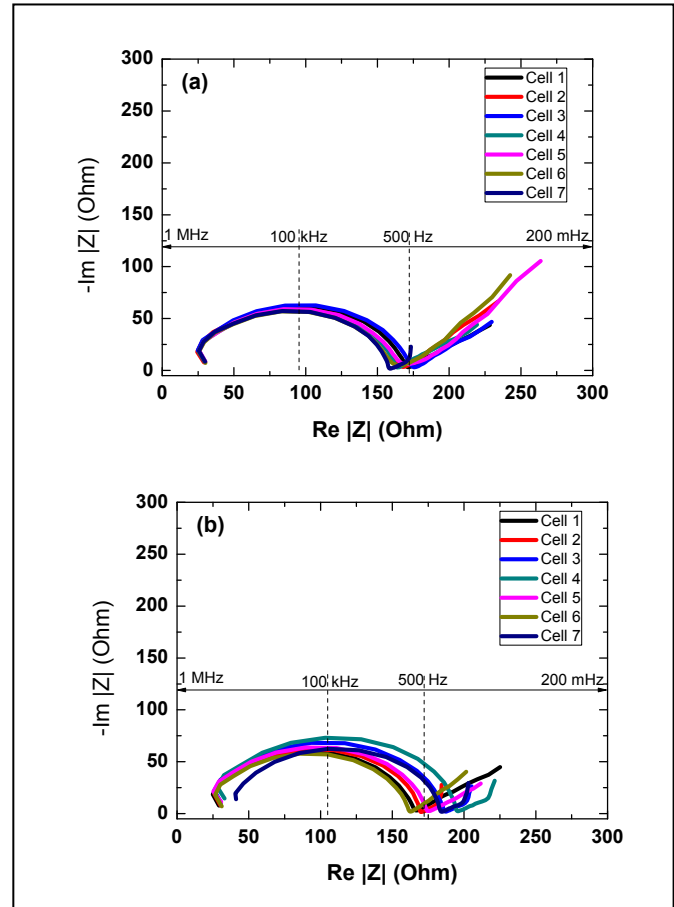 300
(a)
Cell 1
Cell 2
Cell 3
Cell 4
Cell 5
Cell 6
Cell 7
250
200
150
100
50
0
-Im |Z| (Ohm)
1 MHz 100 kHz 500 Hz 200 mHz
0 50 100 150 200 250 300
Re |Z| (Ohm)
300
(b)
Cell 1
Cell 2
Cell 3
Cell 4
Cell 5
Cell 6
Cell 7
250
200
150
100
50
0
-Im |Z| (Ohm)
1 MHz 100 kHz 500 Hz 200 mHz
0 50 100 150 200 250 300
Re |Z| (Ohm)